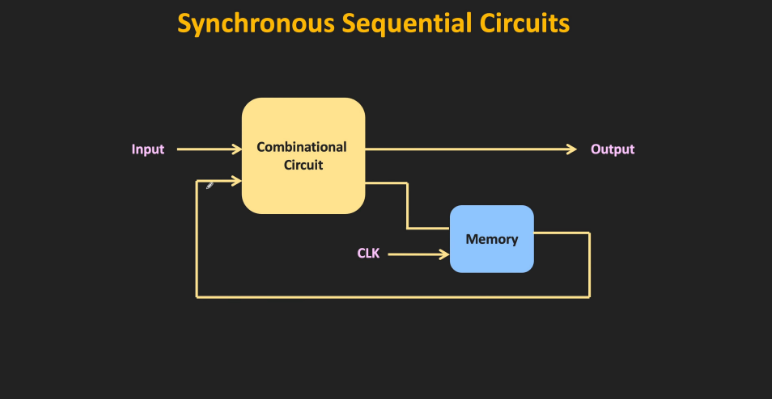 Synchronous Sequential Circuits
Input
Combinational
Circuit
Output
Memory
CLK